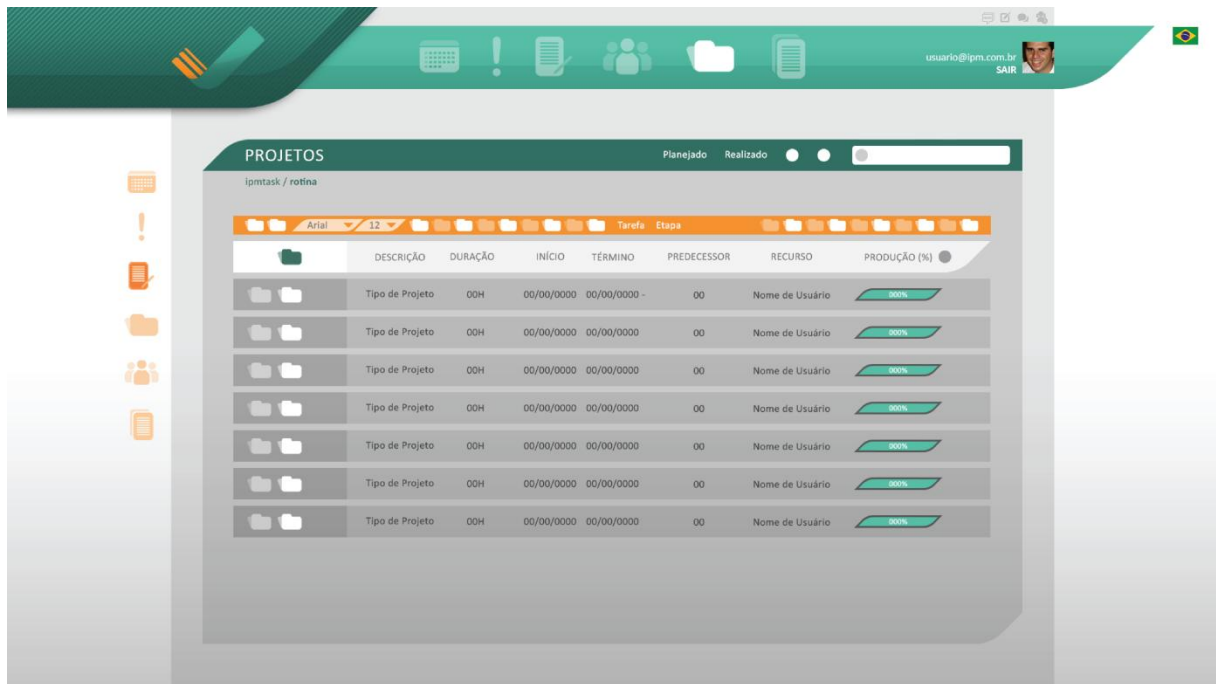 usuario@ipm.com.br
SAIR
PROJETOS Planejado Realizado
ipmtask / rotina
Arial 12 Tarefa Etapa
DESCRIÇÃO DURAÇÃO INÍCIO TÉRMINO PREDECESSOR RECURSO PRODUÇÃO (%)
Tipo de Projeto 00H 00/00/0000 00/00/0000 - 00 Nome de Usuário 000%
Tipo de Projeto 00H 00/00/0000 00/00/0000 00 Nome de Usuário 000%
Tipo de Projeto 00H 00/00/0000 00/00/0000 00 Nome de Usuário 000%
Tipo de Projeto 00H 00/00/0000 00/00/0000 00 Nome de Usuário 000%
Tipo de Projeto 00H 00/00/0000 00/00/0000 00 Nome de Usuário 000%
Tipo de Projeto 00H 00/00/0000 00/00/0000 00 Nome de Usuário 000%
Tipo de Projeto 00H 00/00/0000 00/00/0000 00 Nome de Usuário 000%